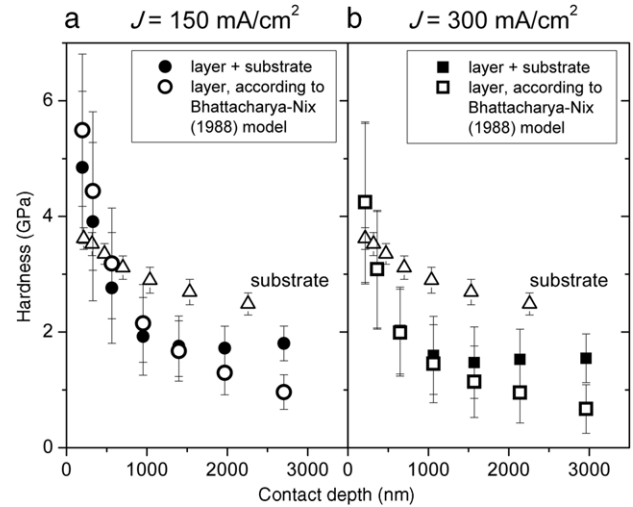 a J = 150 mA/cm² b J = 300 mA/cm²
layer + substrate
layer, according to
Bhattacharya-Nix
(1988) model
layer + substrate
layer, according to
Bhattacharya-Nix
(1988) model
Hardness (GPa)
6
4
2
0
substrate
substrate
0 1000 2000 3000 0 1000 2000 3000
Contact depth (nm)